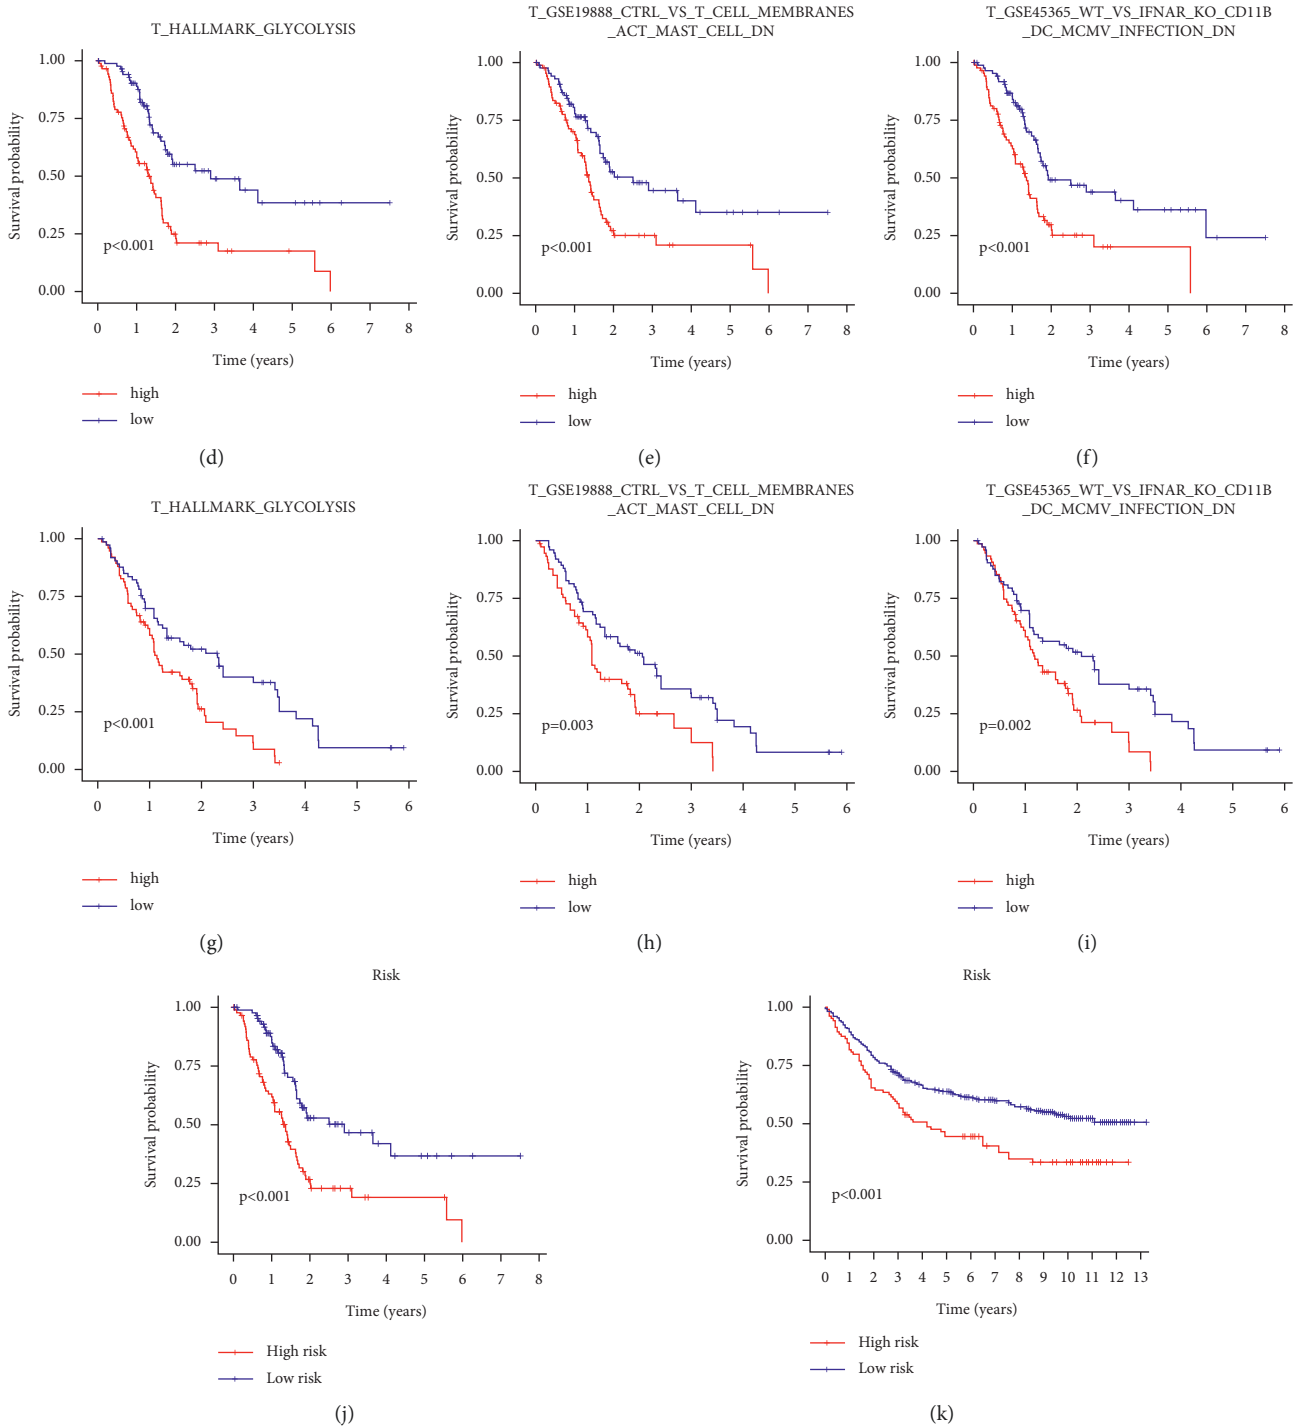 T_HALLMARK_GLYCOLYSIS
1.00
0.75
0.50
0.25
0.00
Survival probability
p<0.001
0 1 2 3 4 5 6 7 8
Time (years)
high
low
(d)
T_GSE19888_CTRL_VS_T_CELL_MEMBRANES
_ACT_MAST_CELL_DN
1.00
0.75
0.50
0.25
0.00
Survival probability
p<0.001
0 1 2 3 4 5 6 7 8
Time (years)
high
low
(e)
T_GSE45365_WT_VS_IFNAR_KO_CD11B
_DC_MCMV_INFECTION_DN
1.00
0.75
0.50
0.25
0.00
Survival probability
p<0.001
0 1 2 3 4 5 6 7 8
Time (years)
high
low
(f)
T_HALLMARK_GLYCOLYSIS
1.00
0.75
0.50
0.25
0.00
Survival probability
p<0.001
0 1 2 3 4 5 6
Time (years)
high
low
(g)
T_GSE19888_CTRL_VS_T_CELL_MEMBRANES
_ACT_MAST_CELL_DN
1.00
0.75
0.50
0.25
0.00
Survival probability
p=0.003
0 1 2 3 4 5 6
Time (years)
high
low
(h)
T_GSE45365_WT_VS_IFNAR_KO_CD11B
_DC_MCMV_INFECTION_DN
1.00
0.75
0.50
0.25
0.00
Survival probability
p=0.002
0 1 2 3 4 5 6
Time (years)
high
low
(i)
Risk
1.00
0.75
0.50
0.25
0.00
Survival probability
p<0.001
0 1 2 3 4 5 6 7 8
Time (years)
High risk
Low risk
(j)
Risk
1.00
0.75
0.50
0.25
0.00
Survival probability
p<0.001
0 1 2 3 4 5 6 7 8 9 10 11 12 13
Time (years)
High risk
Low risk
(k)